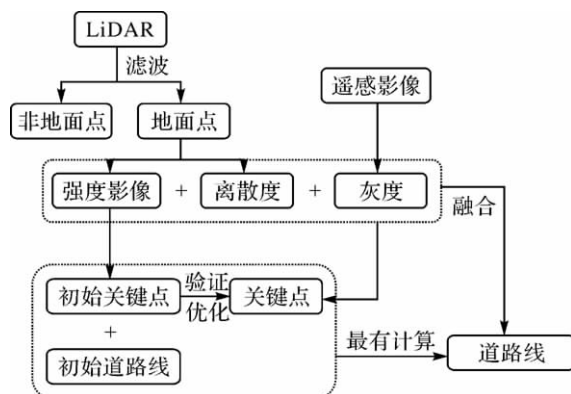 LiDAR
滤波
遥感影像
非地面点
地面点
强度影像 + 离散度 + 灰度
融合
初始关键点
验证
优化
关键点
+
初始道路线
最有计算
道路线